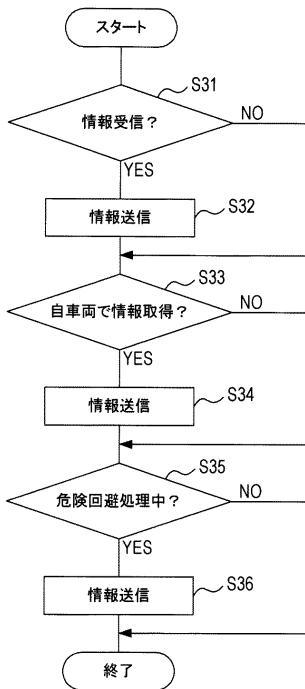 スタート
S31
情報受信？
NO
YES
情報送信
S32
S33
自車両で情報取得？
NO
YES
情報送信
S34
S35
危険回避処理中？
NO
YES
情報送信
S36
終了